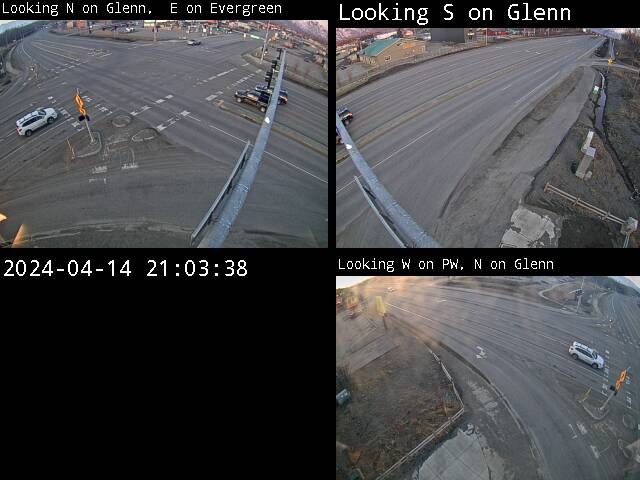 Looking N on Glenn, E on Evergreen
Looking S on Glenn
2024-04-14 21:03:38
Looking W on PW, N on Glenn